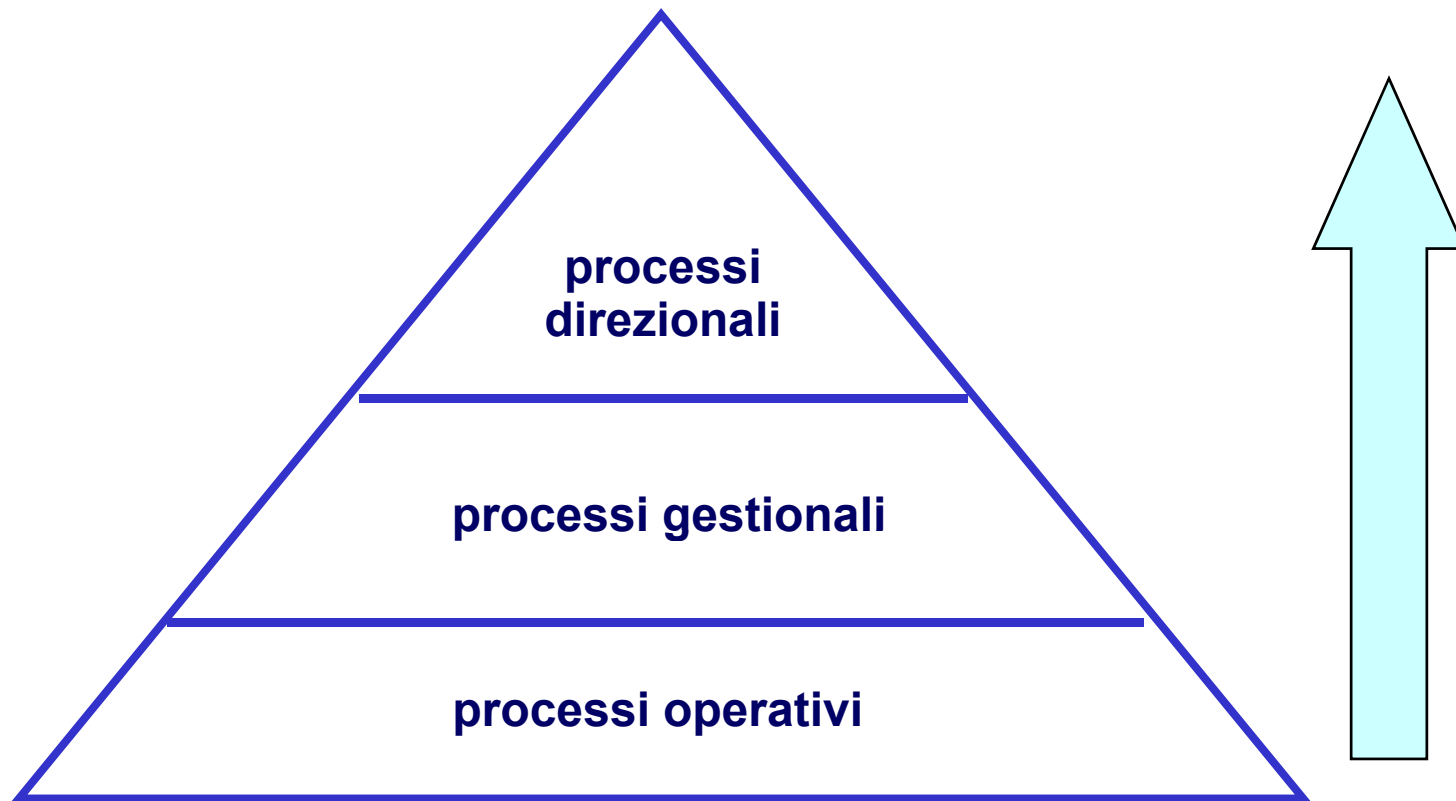 processi
direzionali
processi gestionali
processi operativi